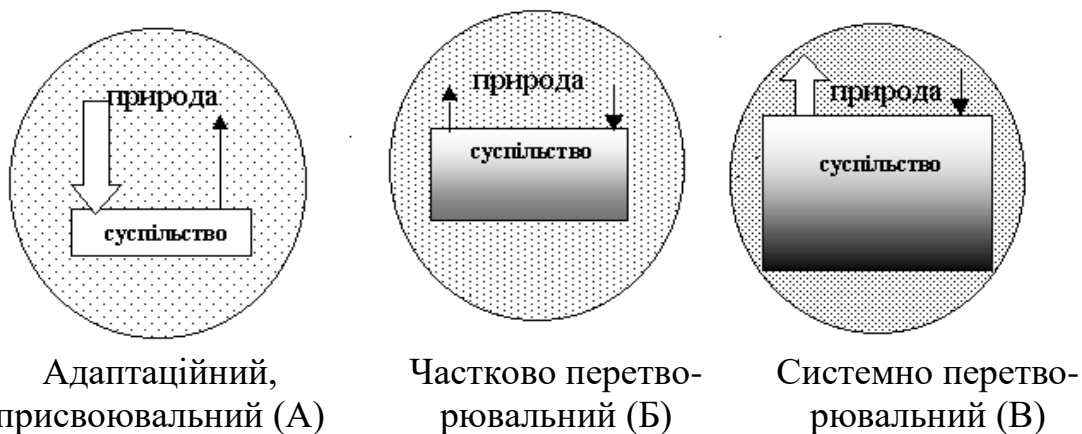 природа
суспільство
природа
суспільство
природа
суспільство
Адаптаційний,
присвоювальний (А)
Частково перетво-
рювальний (Б)
Системно перетво-
рювальний (В)